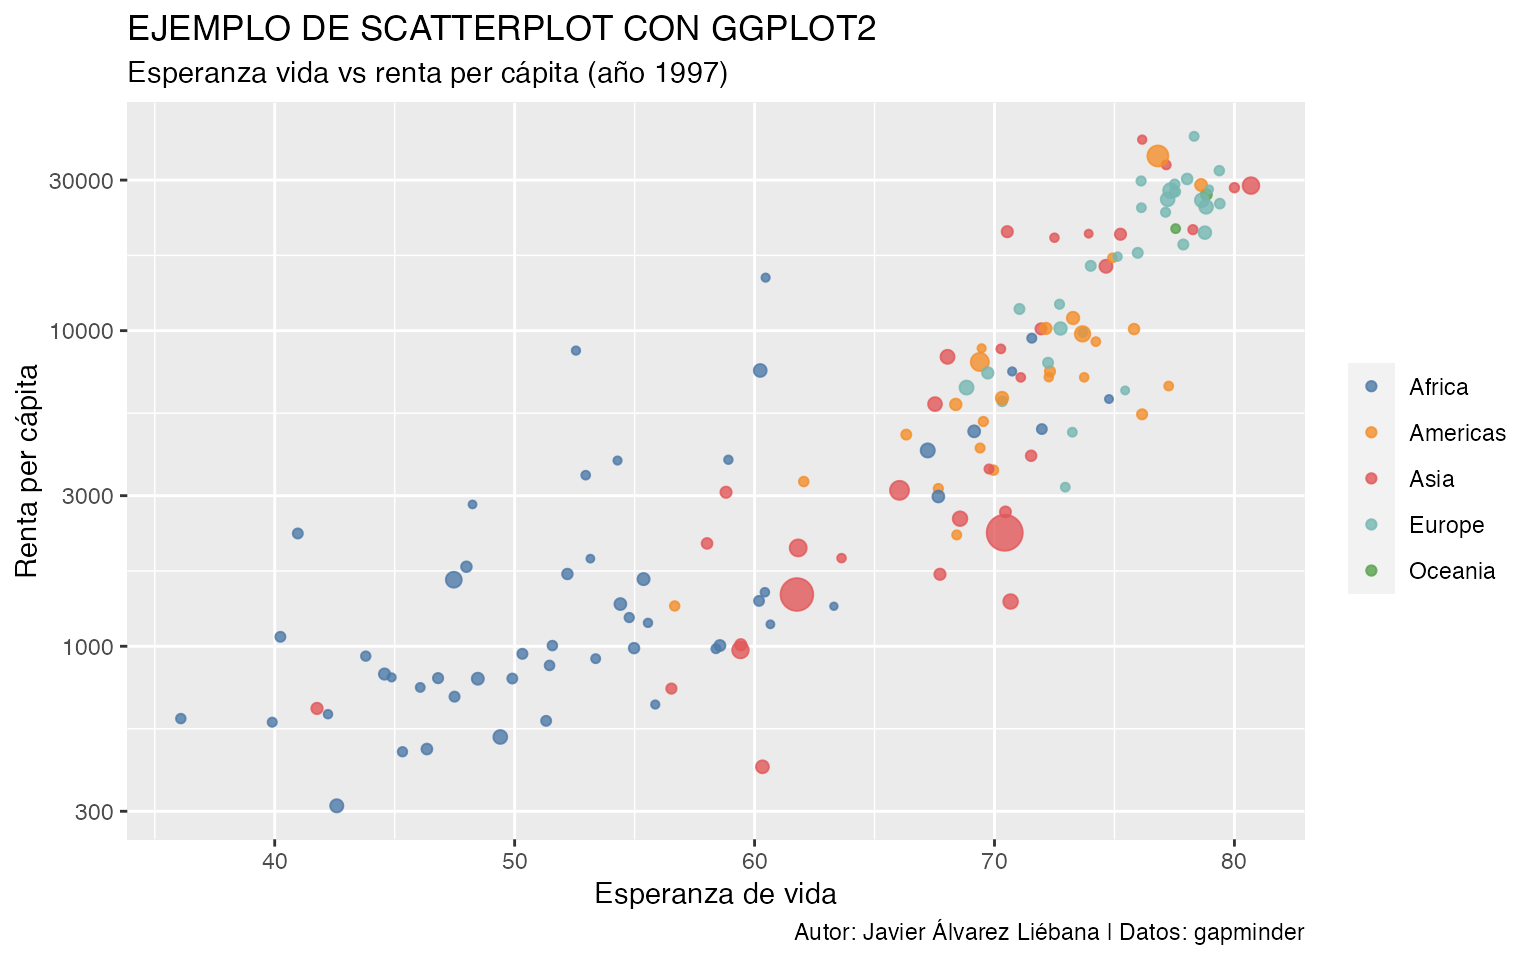 EJEMPLO DE SCATTERPLOT CON GGPLOT2
Esperanza vida vs renta per cápita (año 1997)
Renta per cápita
30000
10000
3000
1000
300
40 50 60 70 80
Esperanza de vida
Africa
Americas
Asia
Europe
Oceania
Autor: Javier Álvarez Liébana | Datos: gapminder